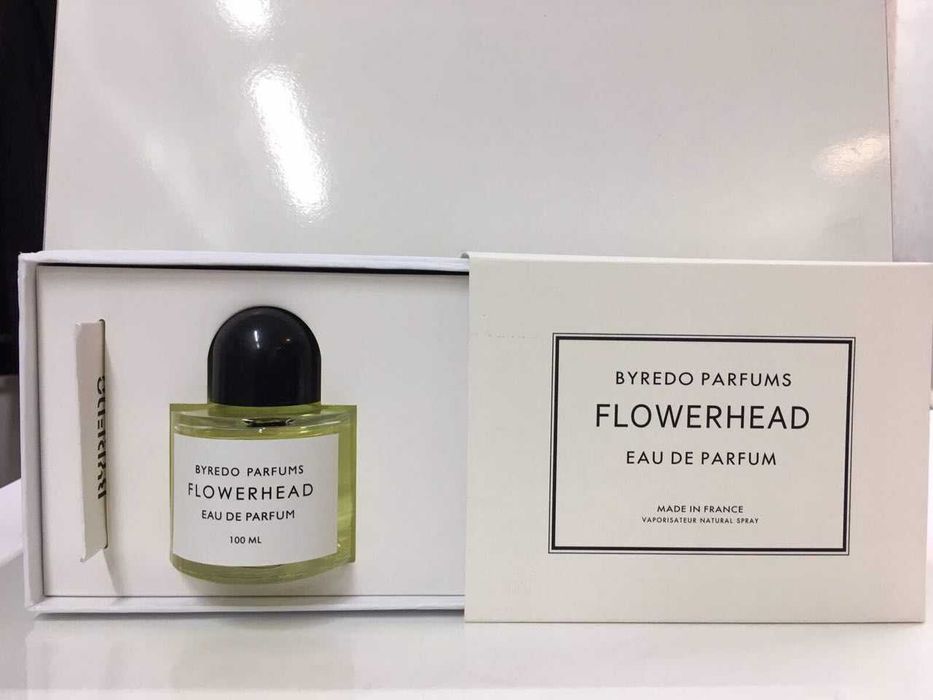 BYREDO PARFUMS
FLOWERHEAD
EAU DE PARFUM
100 ML
BYREDO PARFUMS
FLOWERHEAD
EAU DE PARFUM
MADE IN FRANCE
VAPORISATEUR NATURAL SPRAY